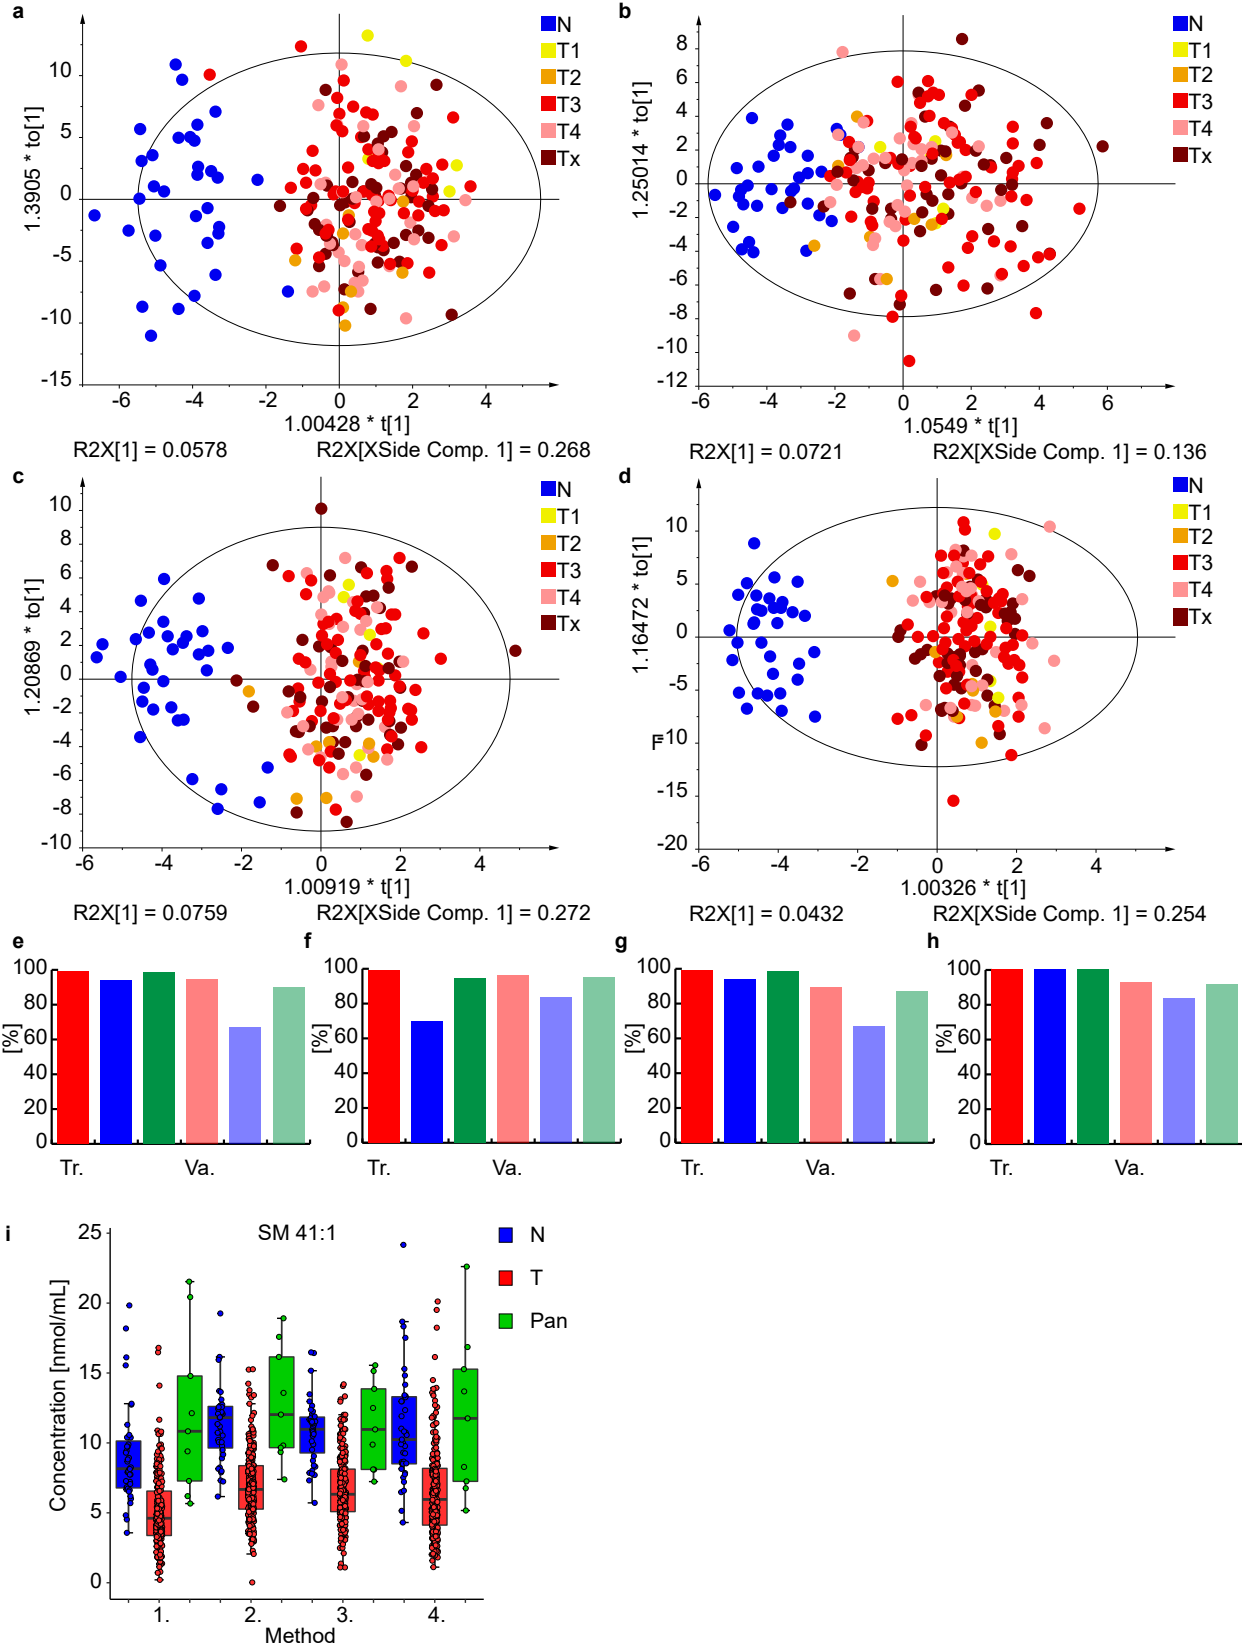 a
1.3905 * to[1]
10
5
0
-5
-10
-15
-6
-4
-2
0
2
4
1.00428 * t[1]
R2X[1] = 0.0578
R2X[XSide Comp. 1] = 0.268
N
T1
T2
T3
T4
Tx
b
1.25014 * to[1]
8
6
4
2
0
-2
-4
-6
-8
-10
-12
-6
-4
-2
0
2
4
6
1.0549 * t[1]
R2X[1] = 0.0721
R2X[XSide Comp. 1] = 0.136
N
T1
T2
T3
T4
Tx
c
1.20869 * to[1]
10
8
6
4
2
0
-2
-4
-6
-8
-10
-6
-4
-2
0
2
4
1.00919 * t[1]
R2X[1] = 0.0759
R2X[XSide Comp. 1] = 0.272
N
T1
T2
T3
T4
Tx
d
1.16472 * to[1]
10
5
0
-5
-10
-15
-20
F
-6
-4
-2
0
2
4
1.00326 * t[1]
R2X[1] = 0.0432
R2X[XSide Comp. 1] = 0.254
N
T1
T2
T3
T4
Tx
e
[%]
100
80
60
40
20
0
Tr. Va.
f
[%]
100
80
60
40
20
0
Tr. Va.
g
[%]
100
80
60
40
20
0
Tr. Va.
h
[%]
100
80
60
40
20
0
Tr. Va.
i
SM 41:1
Concentration [nmol/mL]
25
20
15
10
5
0
1. 2. 3. 4.
Method
N
T
Pan